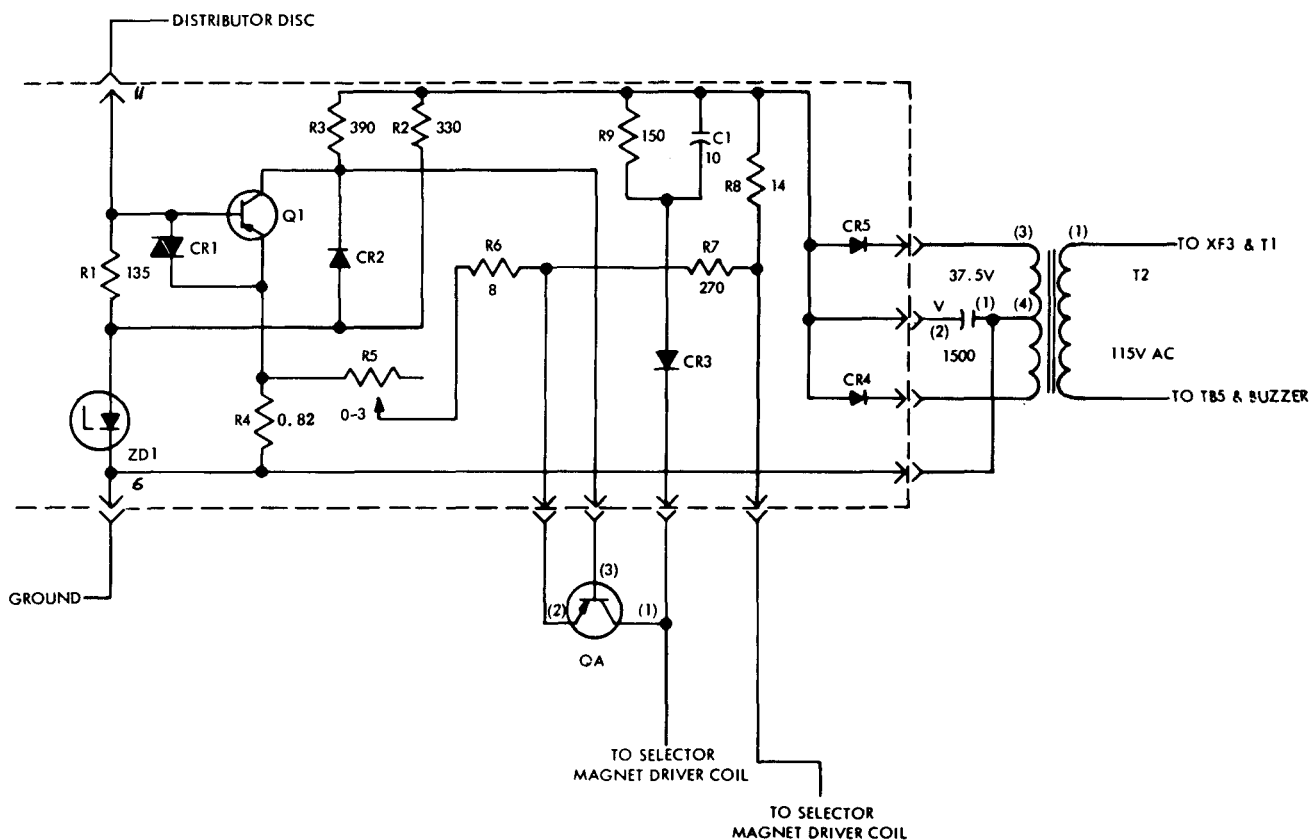 DISTRIBUTOR DISC
11
R3 390
R2 330
R9 150
C1
10
R8 14
Q1
CR1
CR2
R1 135
R6
8
R7
270
CR5
(3)
(1)
TO XF3 & T1
37.5V
T2
V
(1)
(4)
(2)
1500
115V AC
CR3
CR4
TO TB5 & BUZZER
R5
0-3
R4 0.82
ZD1
6
GROUND
(3)
(2)
(1)
QA
TO SELECTOR
MAGNET DRIVER COIL
TO SELECTOR
MAGNET DRIVER COIL